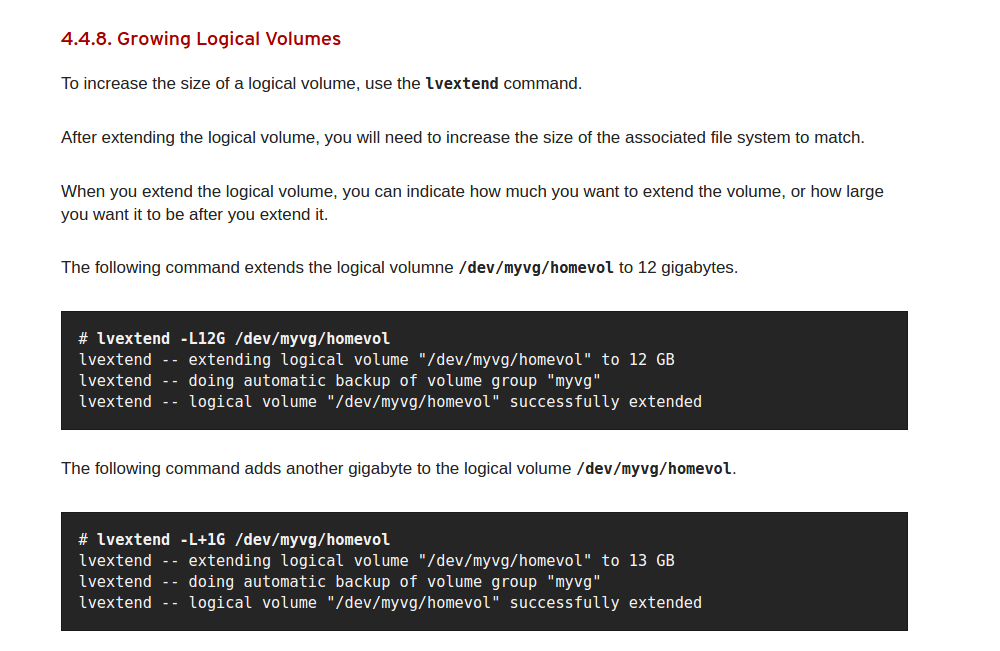 4.4.8. Growing Logical Volumes
To increase the size of a logical volume, use the lvextend command.
After extending the logical volume, you will need to increase the size of the associated file system to match.
When you extend the logical volume, you can indicate how much you want to extend the volume, or how large
you want it to be after you extend it.
The following command extends the logical volumne /dev/myvg/homevol to 12 gigabytes.
# lvextend -L12G /dev/myvg/homevol
lvextend -- extending logical volume "/dev/myvg/homevol" to 12 GB
lvextend -- doing automatic backup of volume group "myvg"
lvextend -- logical volume "/dev/myvg/homevol" successfully extended
The following command adds another gigabyte to the logical volume /dev/myvg/homevol.
# lvextend -L+1G /dev/myvg/homevol
lvextend -- extending logical volume "/dev/myvg/homevol" to 13 GB
lvextend -- doing automatic backup of volume group "myvg"
lvextend -- logical volume "/dev/myvg/homevol" successfully extended